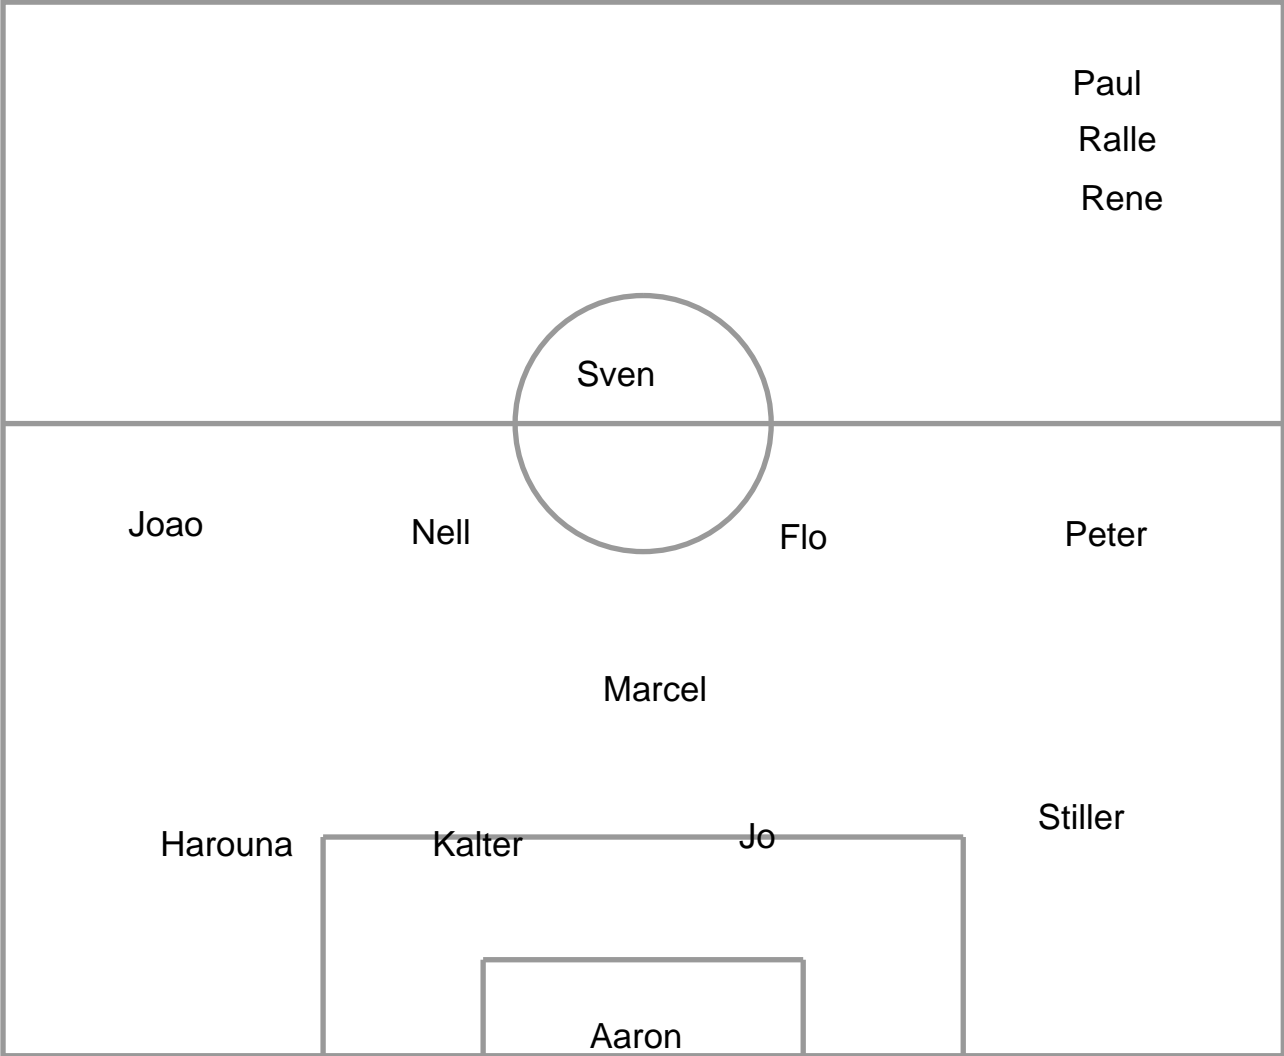 Paul
Ralle
Rene
Sven
Joao Nell Flo Peter
Marcel
Harouna Kalter Jo Stiller
Aaron